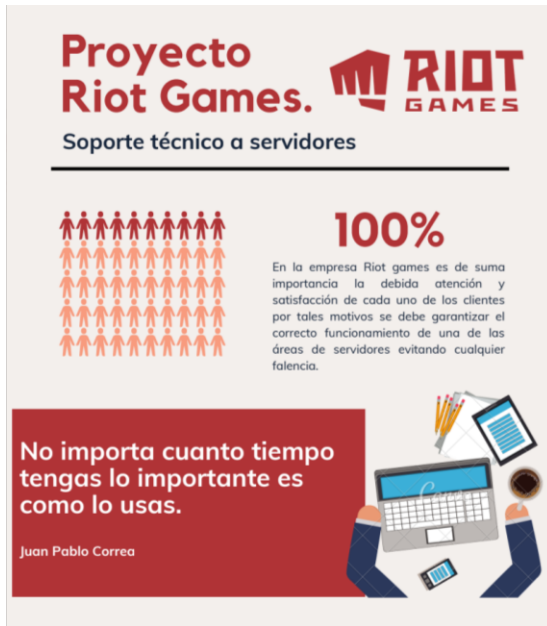 Proyecto
Riot Games.
RIOT
GAMES
Soporte técnico a servidores
100%
En la empresa Riot games es de suma
importancia la debida atención y
satisfacción de cada uno de los clientes
por tales motivos se debe garantizar el
correcto funcionamiento de una de las
áreas de servidores evitando cualquier
falencia.
No importa cuanto tiempo
tengas lo importante es
como lo usas.
Juan Pablo Correa